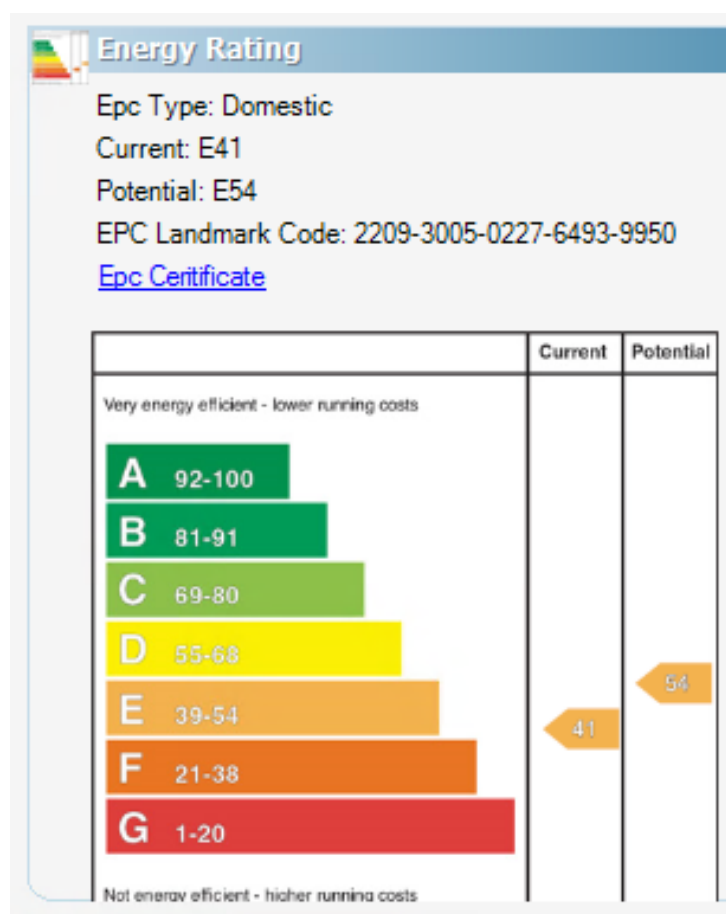 Energy Rating
Epc Type: Domestic
Current: E41
Potential: E54
EPC Landmark Code: 2209-3005-0227-6493-9950
Epc Ceritificate
Current Potential
Very energy efficient - lower running costs
A 92-100
B 81-91
C 69-80
D 55-68
54
E 39-54
41
F 21-38
G 1-20
Not energy efficient - higher running costs